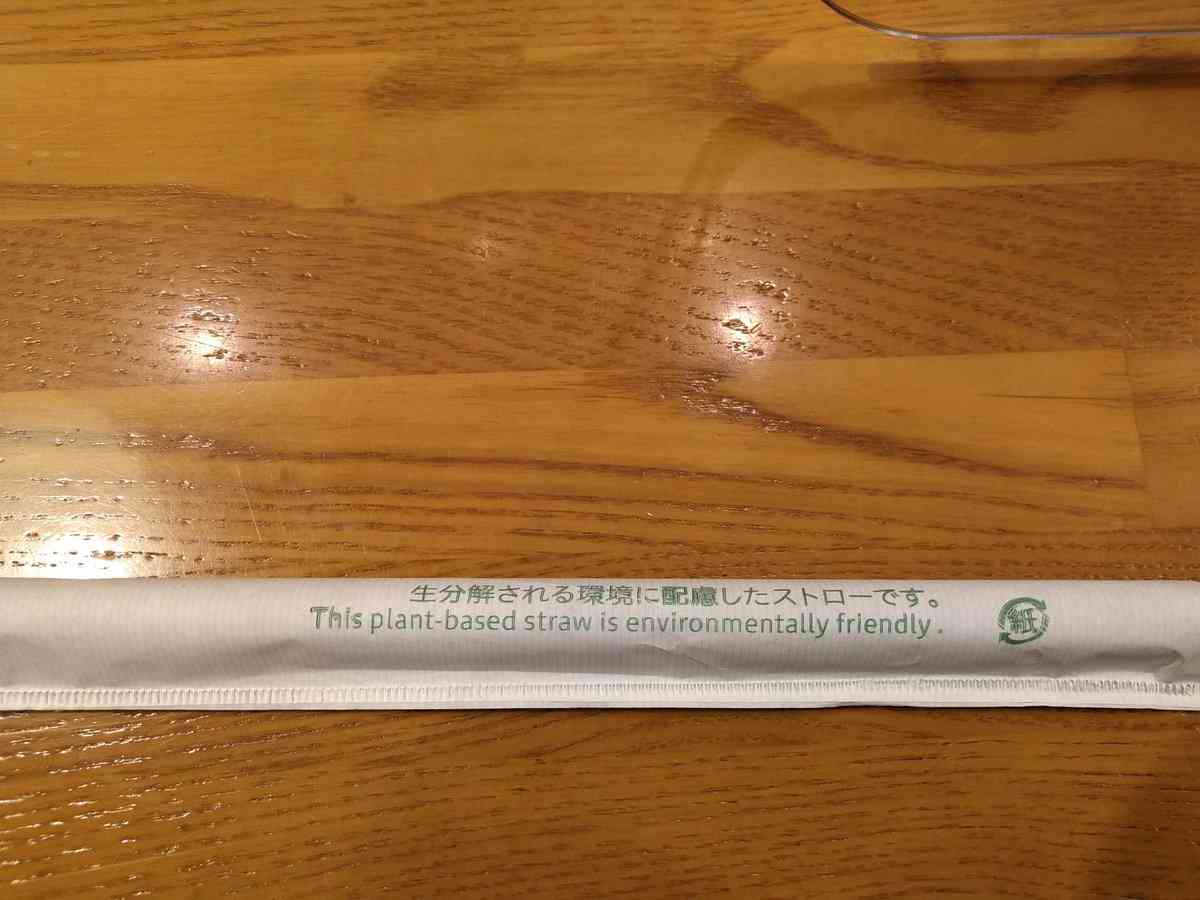 生分解される環境に配慮したストローです。
This plant-based straw is environmentally friendly .
紙